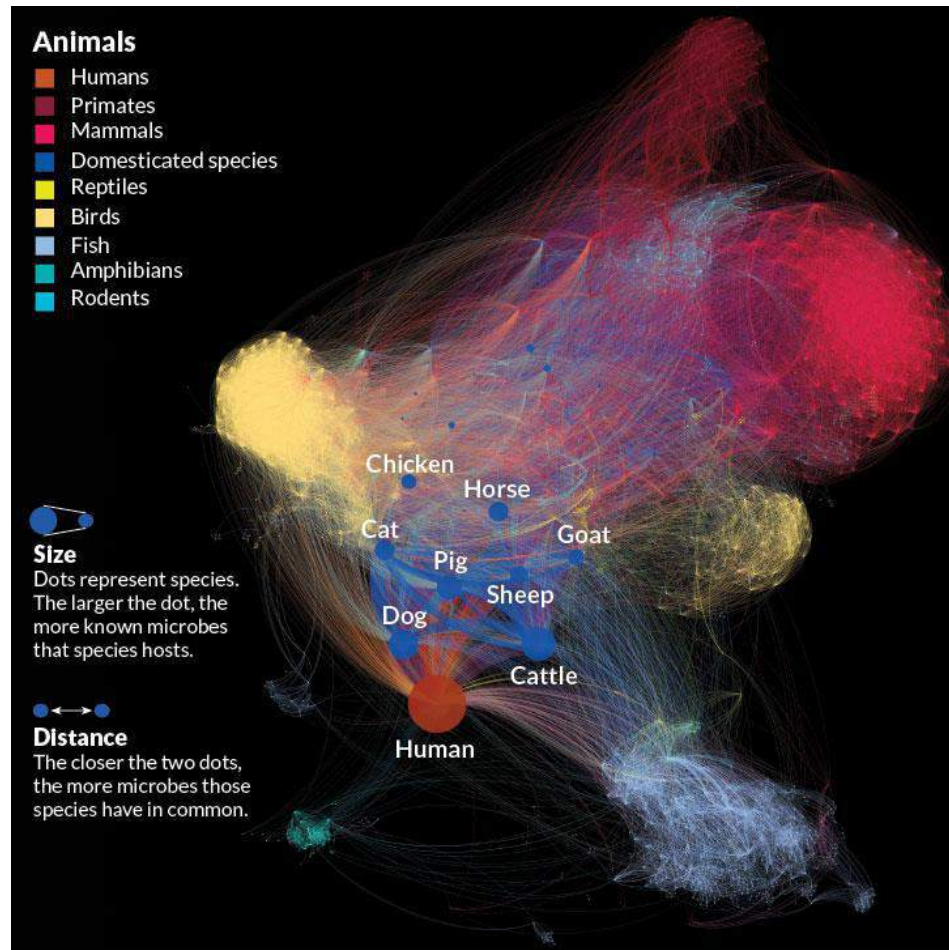 Animals
Humans
Primates
Mammals
Domesticated species
Reptiles
Birds
Fish
Amphibians
Rodents
Chicken
Horse
Cat
Goat
Pig
Sheep
Dog
Cattle
Human
Size
Dots represent species.
The larger the dot, the
more known microbes
that species hosts.
Distance
The closer the two dots,
the more microbes those
species have in common.